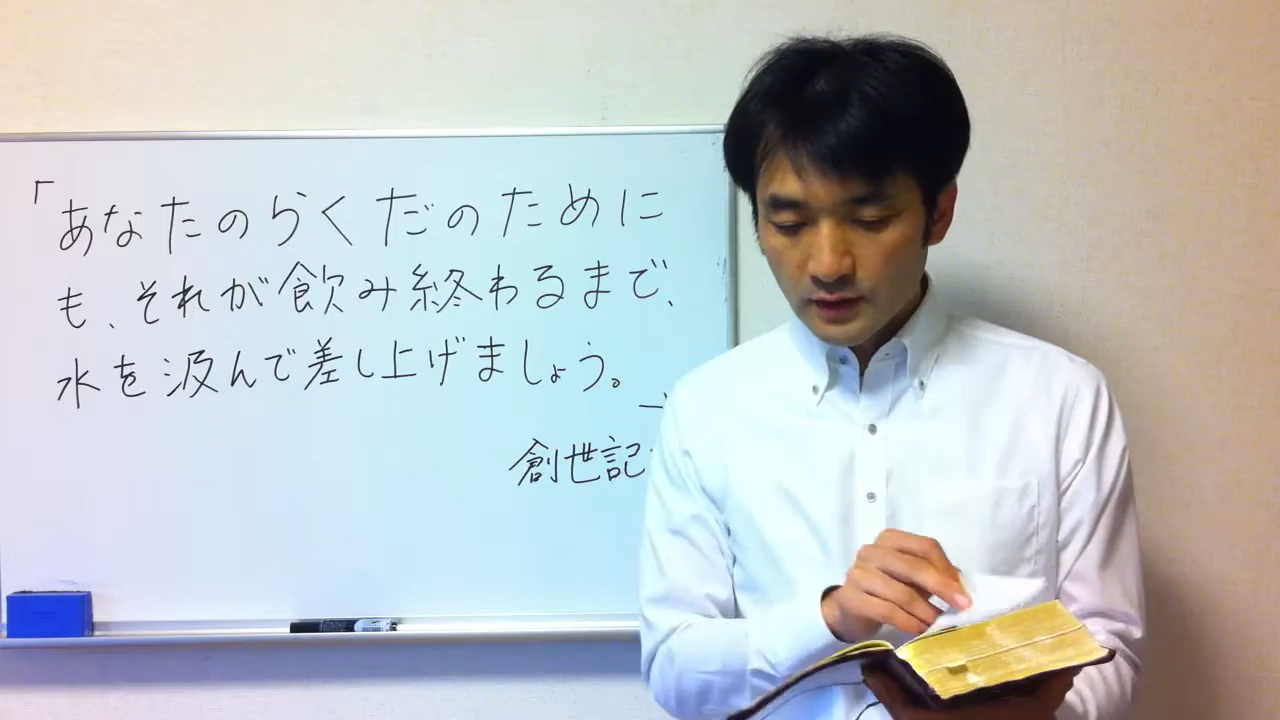 「あなたのらくだのために
も、それが飲み終わるまで、
水を汲んで差し上げましょう。
創世記